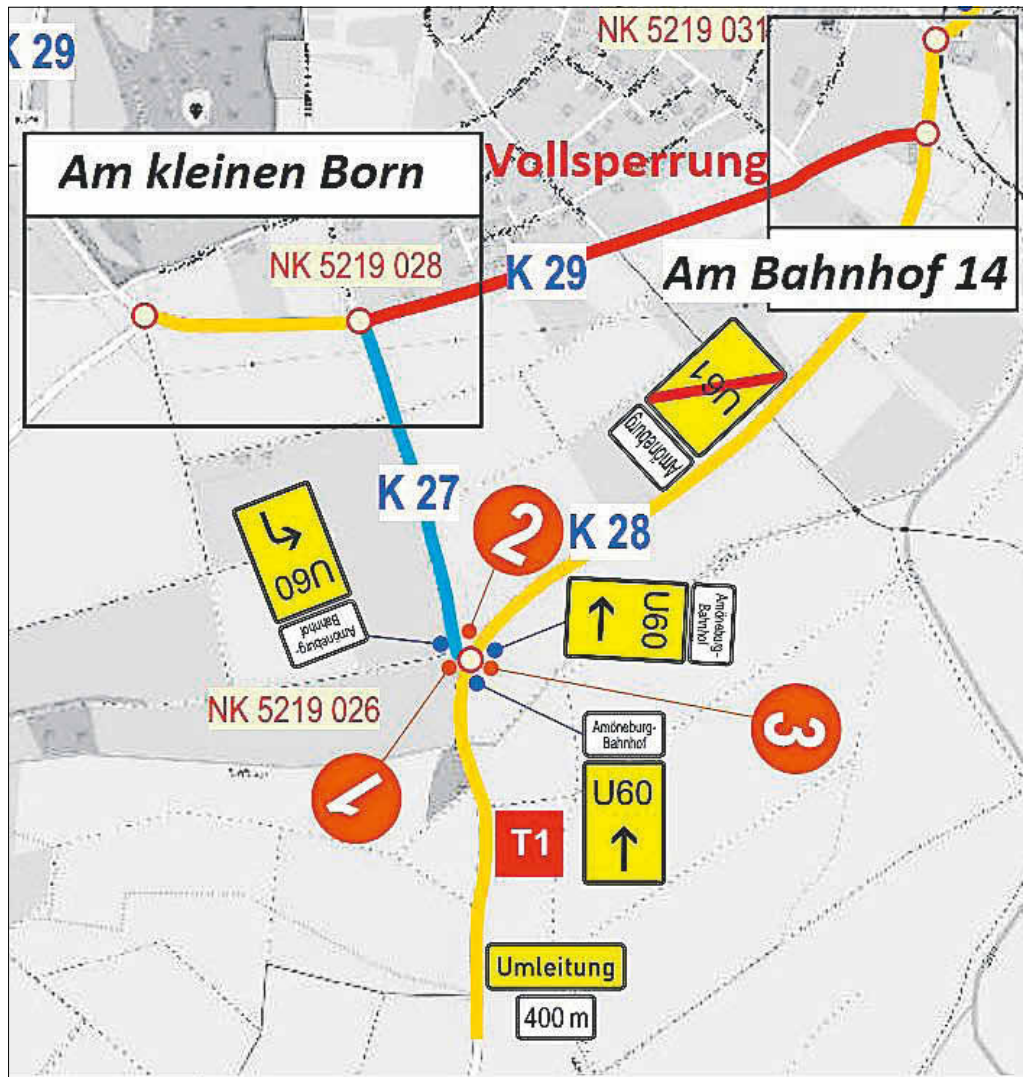 NK 5219 031
K 29
Am kleinen Born
Vollsperrung
NK 5219 028
K 29
Am Bahnhof 14
U61
Amöneburg
K 27
2
K 28
U60
Amöneburg-
Bahnhof
U60
Amöneburg-
Bahnhof
NK 5219 026
3
Amöneburg-
Bahnhof
U60
1
T1
Umleitung
400 m